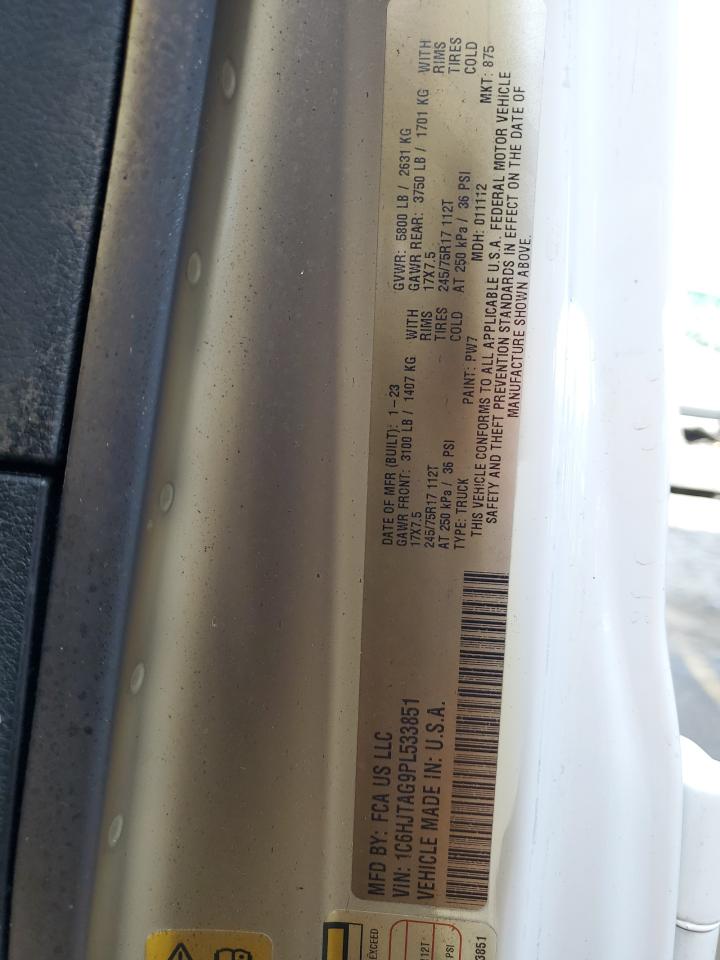 MFD BY: FCA US LLC
VIN: 1C6HJTAG9PL533851
VEHICLE MADE IN: U.S.A.
DATE OF MFR (BUILT): 1-23
GAWR FRONT: 3100 LB / 1407 KG WITH
17X7.5 RIMS
245/75R17 112T TIRES
AT 250 kPa / 36 PSI COLD
GVWR: 5800 LB / 2631 KG
GAWR REAR: 3750 LB / 1701 KG WITH
17X7.5 RIMS
245/75R17 112T TIRES
AT 250 kPa / 36 PSI COLD
TYPE: TRUCK PAINT: PW7 MDH: 011112 MKT: 875
THIS VEHICLE CONFORMS TO ALL APPLICABLE U.S.A. FEDERAL MOTOR VEHICLE
SAFETY AND THEFT PREVENTION STANDARDS IN EFFECT ON THE DATE OF
MANUFACTURE SHOWN ABOVE.
EXCEED
112T
PSI
3851